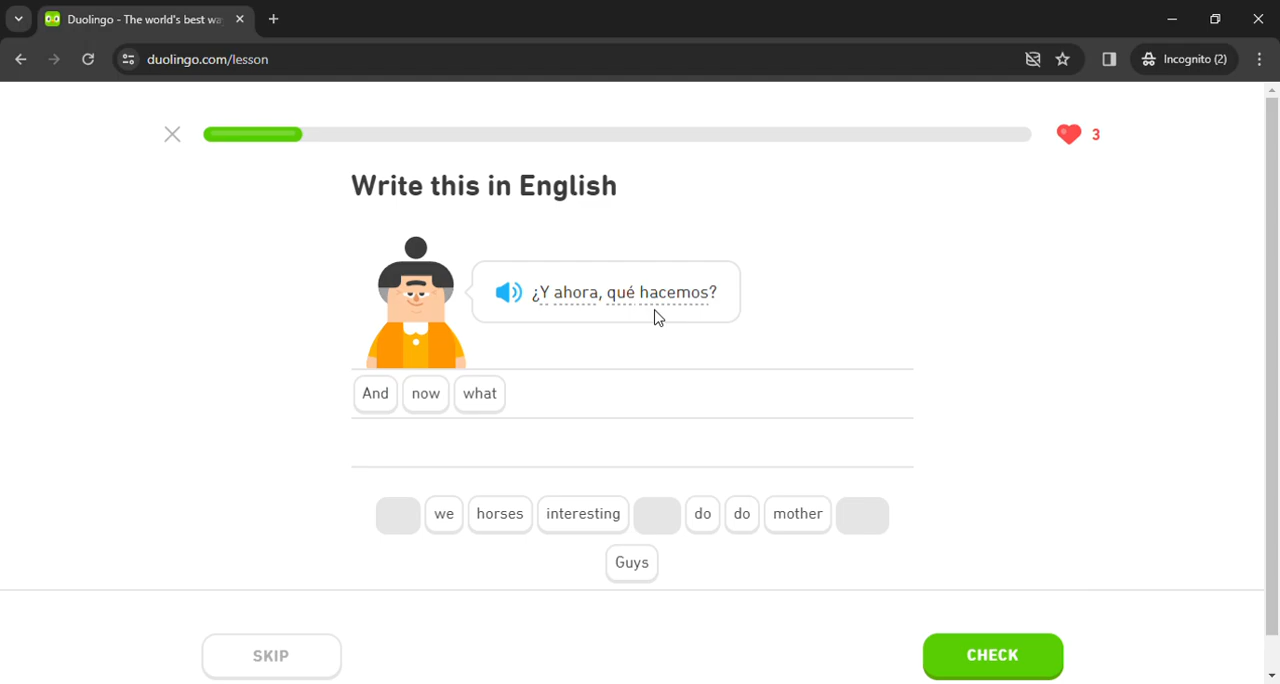 Duolingo - The world's best wa
duolingo.com/lesson
Incognito (2)
3
Write this in English
¿Y ahora, qué hacemos?
And now what
we horses interesting do do mother
Guys
SKIP
CHECK